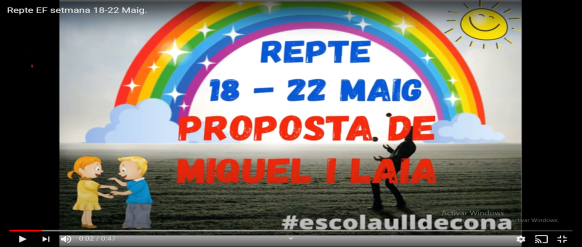 Repte EF setmana 18-22 Maig.
REPTE
18 – 22 MAIG
PROPOSTA DE
MIQUEL I LAIA
Activar Windows
#escolaulldecona
0:02 / 0:47